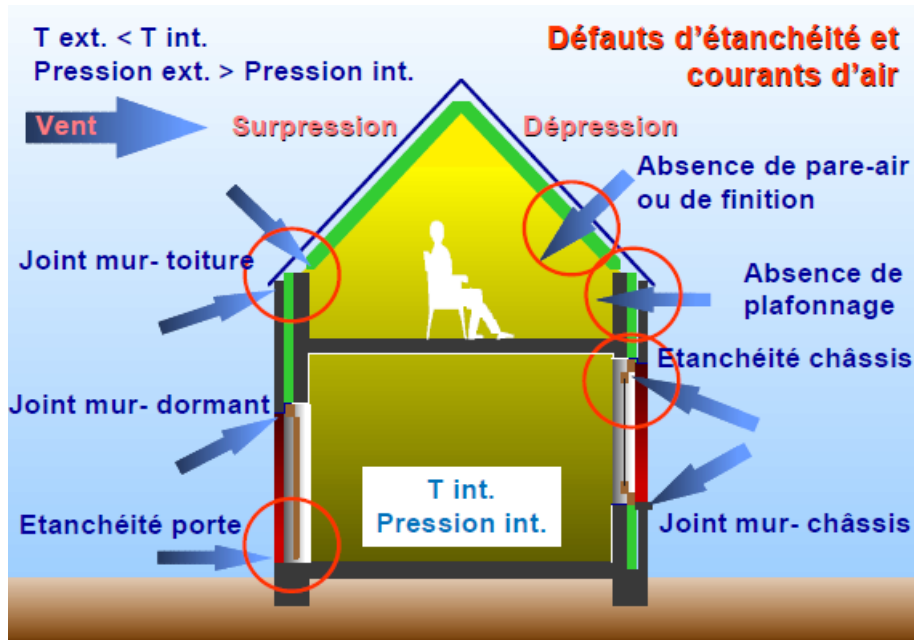 T ext. < T int.
Pression ext. > Pression int.
Défauts d'étanchéité et
courants d'air
Vent
Surpression
Dépression
Absence de pare-air
ou de finition
Joint mur- toiture
Absence de
plafonnage
Etanchéité châssis
Joint mur- dormant
T int.
Pression int.
Etanchéité porte
Joint mur- châssis